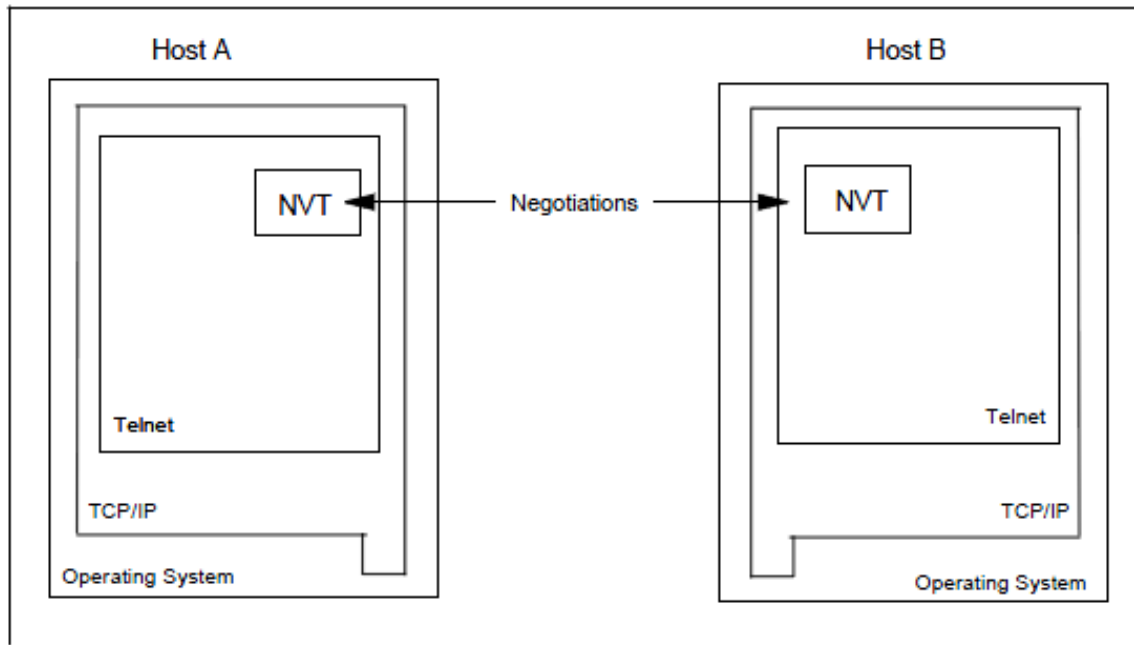 Host A
Host B
NVT
Negotiations
NVT
Telnet
Telnet
TCP/IP
TCP/IP
Operating System
Operating System